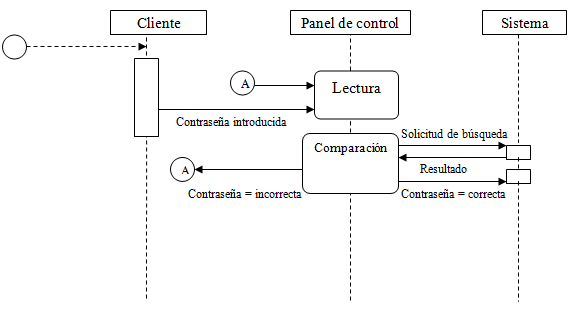 Cliente
Panel de control
Sistema
A
Lectura
Contraseña introducida
Solicitud de búsqueda
Comparación
A
Resultado
Contraseña = incorrecta
Contraseña = correcta